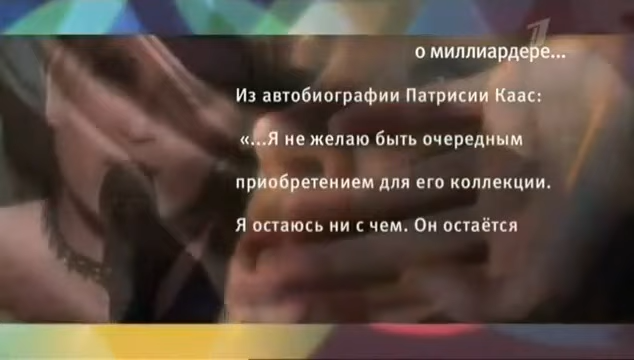 о миллиардере...
Из автобиографии Патрисии Каас:
«...Я не желаю быть очередным
приобретением для его коллекции.
Я остаюсь ни с чем. Он остаётся